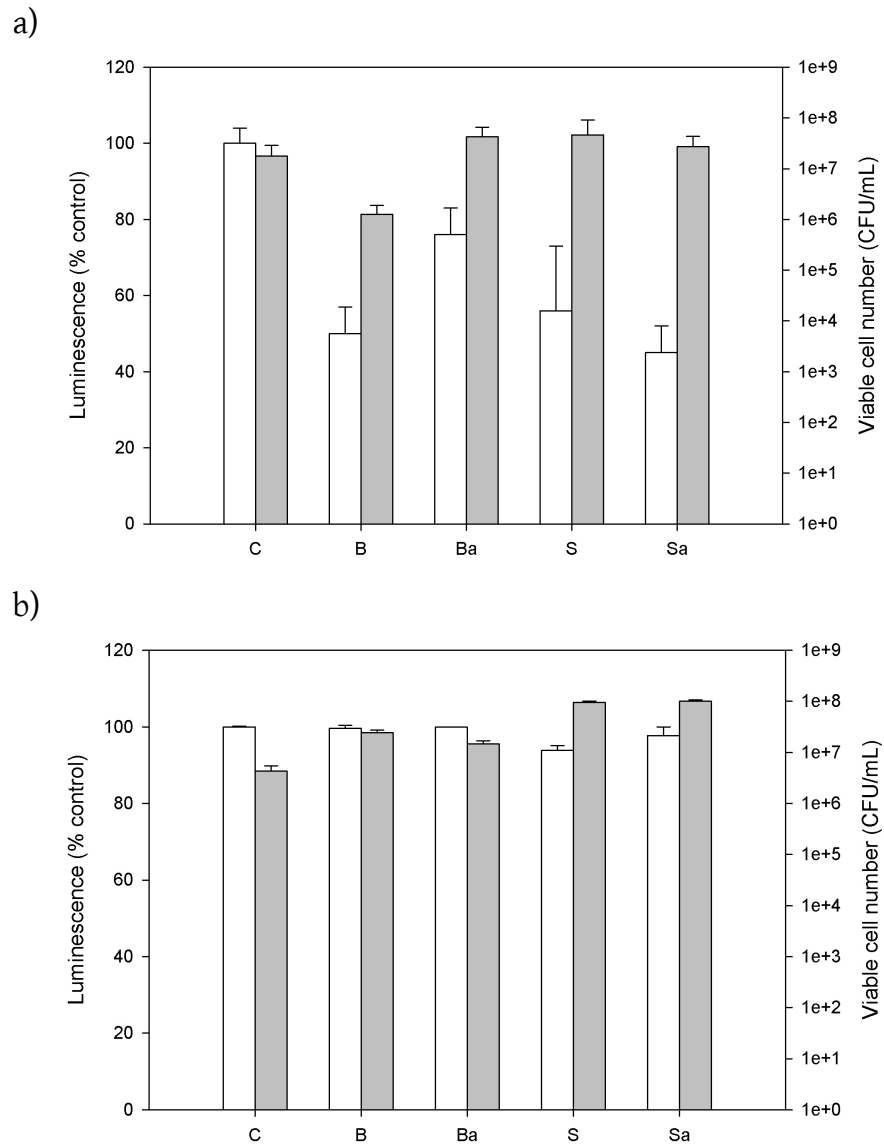 a)
Luminescence (% control)
120
100
80
60
40
20
0
1e+9
1e+8
1e+7
1e+6
1e+5
1e+4
1e+3
1e+2
1e+1
1e+0
Viable cell number (CFU/mL)
C B Ba S Sa
b)
Luminescence (% control)
120
100
80
60
40
20
0
1e+9
1e+8
1e+7
1e+6
1e+5
1e+4
1e+3
1e+2
1e+1
1e+0
Viable cell number (CFU/mL)
C B Ba S Sa